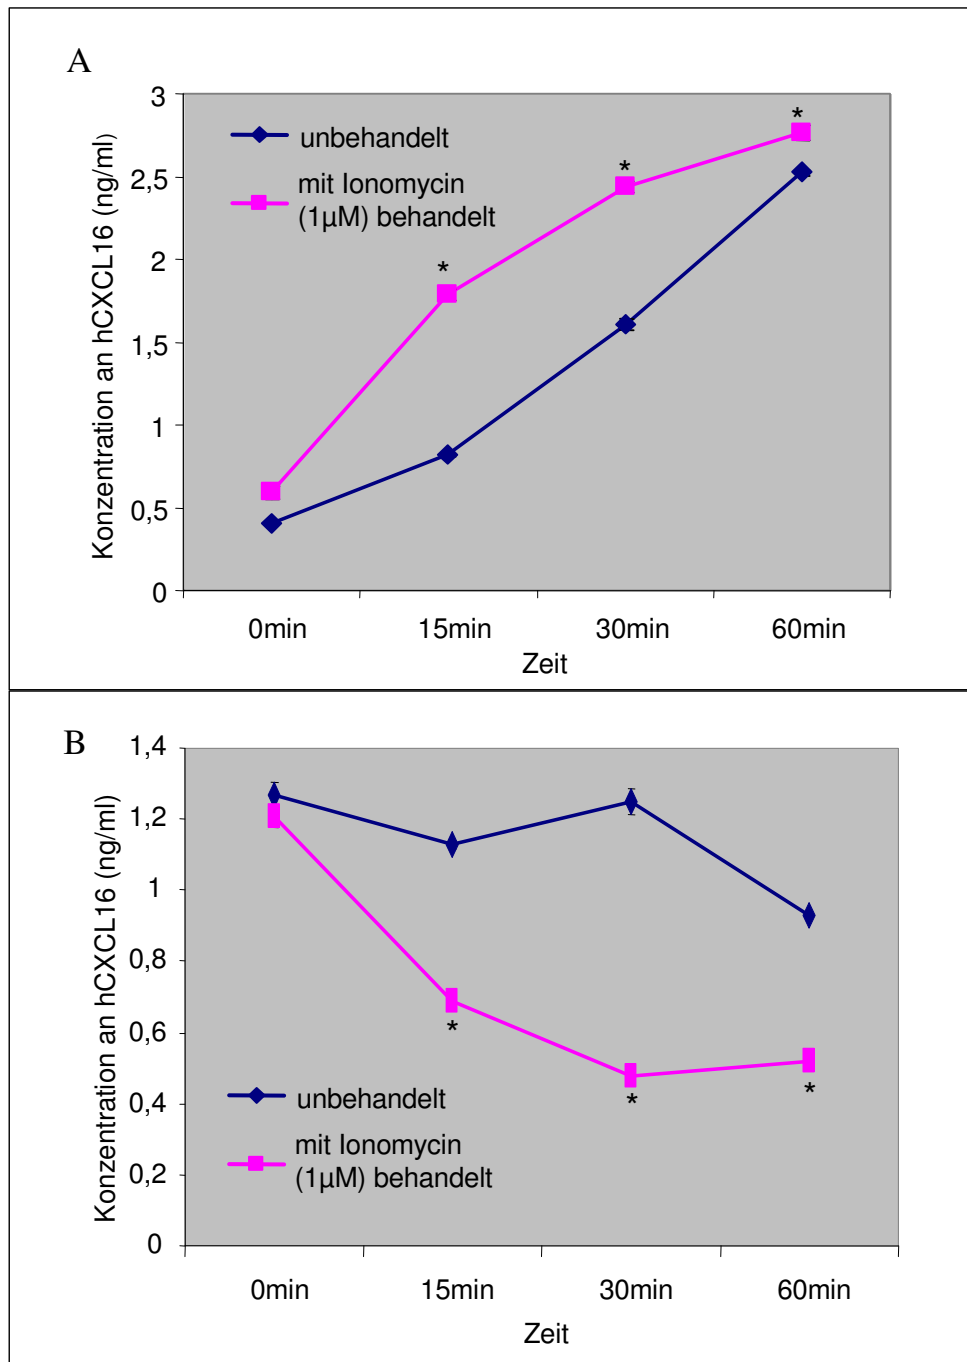 A
3
2,5
2
1,5
1
0,5
0
Konzentration an hCXCL16 (ng/ml)
unbehandelt
mit Ionomycin
(1µM) behandelt
*
*
*
0min 15min 30min 60min
Zeit
B
1,4
1,2
1
0,8
0,6
0,4
0,2
0
Konzentration an hCXCL16 (ng/ml)
*
*
*
unbehandelt
mit Ionomycin
(1µM) behandelt
0min 15min 30min 60min
Zeit